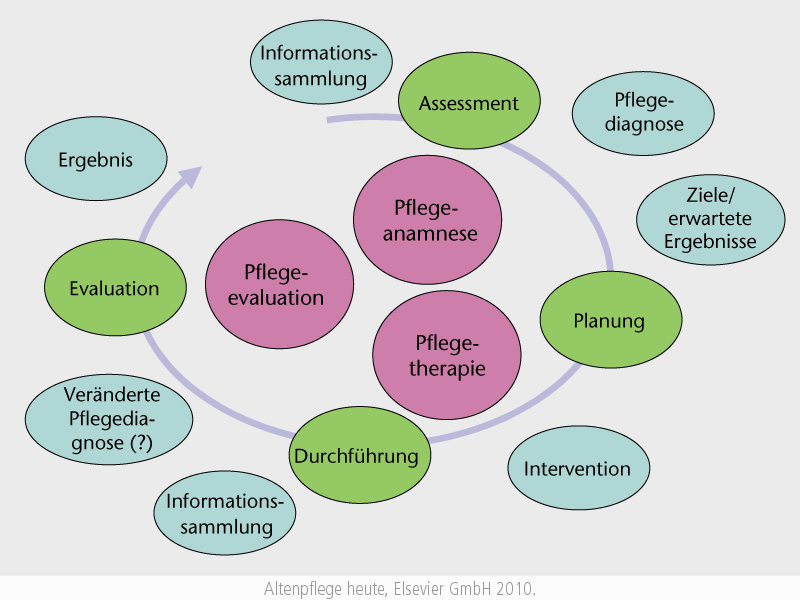 Informations-
sammlung
Assessment
Pflege-
diagnose
Ergebnis
Pflege-
anamnese
Ziele/
erwartete
Ergebnisse
Evaluation
Pflege-
evaluation
Planung
Pflege-
therapie
Veränderte
Pflegedia-
gnose (?)
Durchführung
Intervention
Informations-
sammlung
Altenpflege heute, Elsevier GmbH 2010.